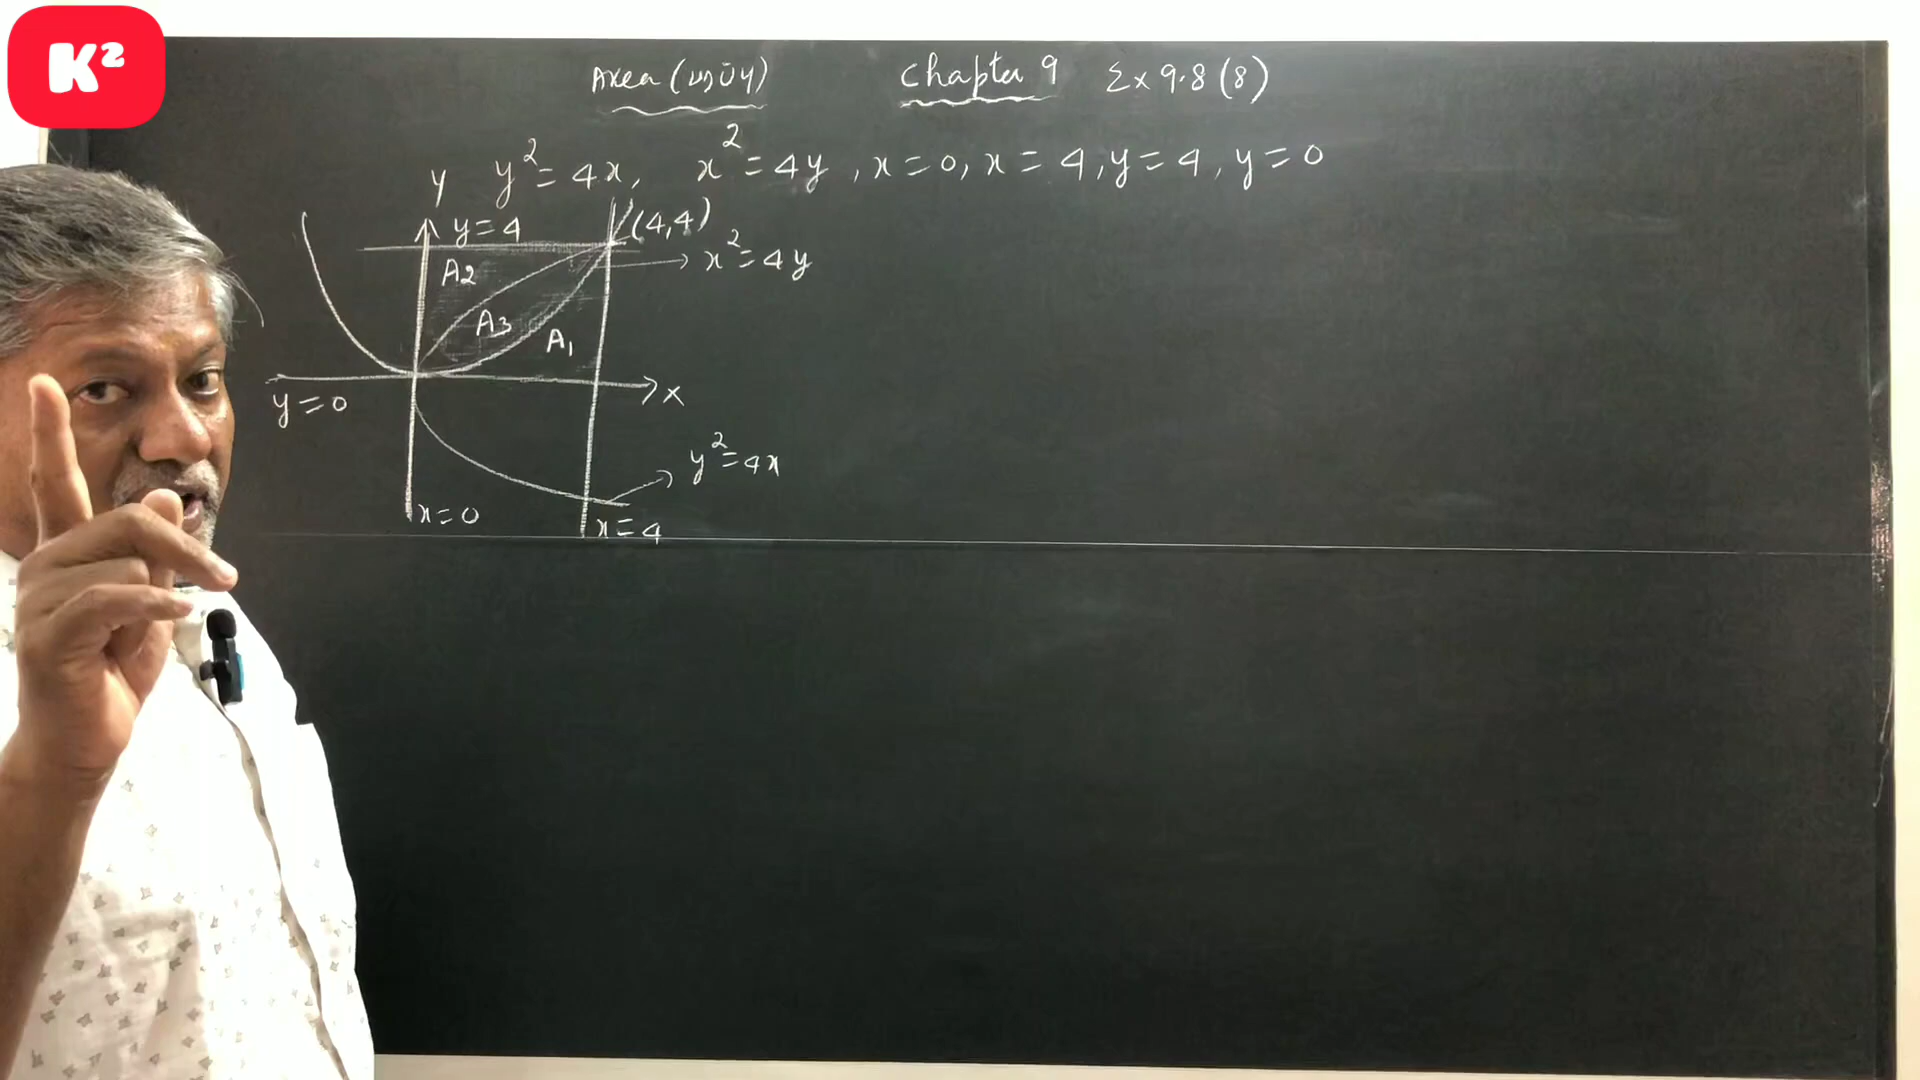 K²
Area (பரப்பு) Chapter 9 Ex 9.8 (8)
y² = 4x, x² = 4y, x = 0, x = 4, y = 4, y = 0
y
y = 4
(4,4)
x² = 4y
A2
A3
A₁
x
y = 0
y² = 4x
x = 0
x = 4